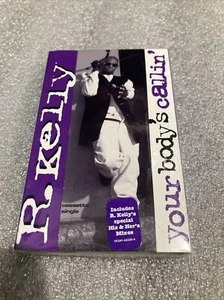 R. Kelly
your body's callin'
cassette
single
Includes
R. Kelly's
special
His & Her's
Mixes